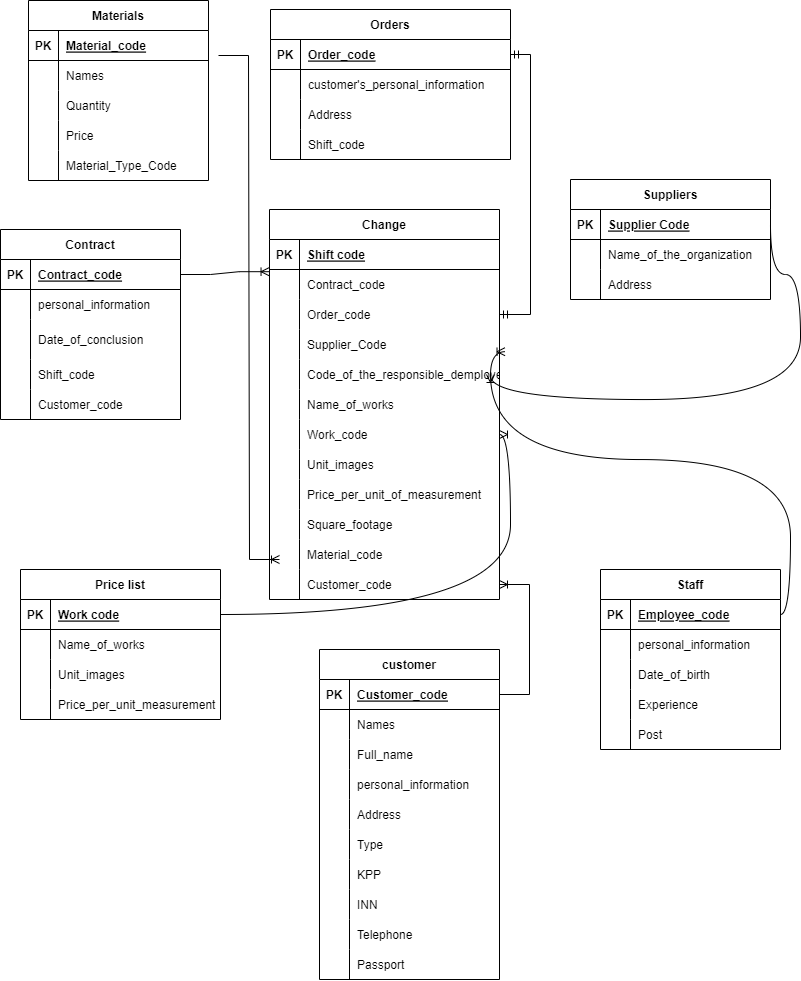 Materials
PK Material_code
Names
Quantity
Price
Material_Type_Code
Orders
PK Order_code
customer's_personal_information
Address
Shift_code
Suppliers
PK Supplier Code
Name_of_the_organization
Address
Contract
PK Contract_code
personal_information
Date_of_conclusion
Shift_code
Customer_code
Change
PK Shift code
Contract_code
Order_code
Supplier_Code
Code_of_the_responsible_demploye
Name_of_works
Work_code
Unit_images
Price_per_unit_of_measurement
Square_footage
Material_code
Customer_code
Price list
PK Work code
Name_of_works
Unit_images
Price_per_unit_measurement
Staff
PK Employee_code
personal_information
Date_of_birth
Experience
Post
customer
PK Customer_code
Names
Full_name
personal_information
Address
Type
KPP
INN
Telephone
Passport